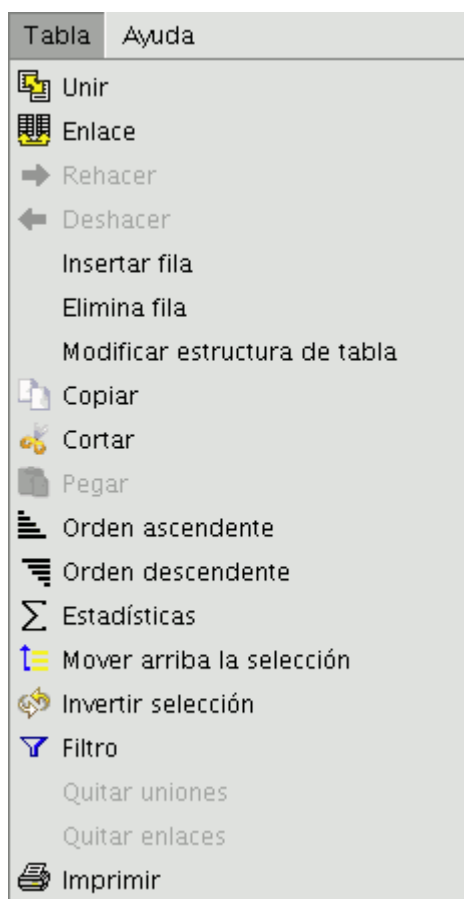 Tabla Ayuda
Unir
Enlace
Rehacer
Deshacer
Insertar fila
Elimina fila
Modificar estructura de tabla
Copiar
Cortar
Pegar
Orden ascendente
Orden descendente
Estadísticas
Mover arriba la selección
Invertir selección
Filtro
Quitar uniones
Quitar enlaces
Imprimir